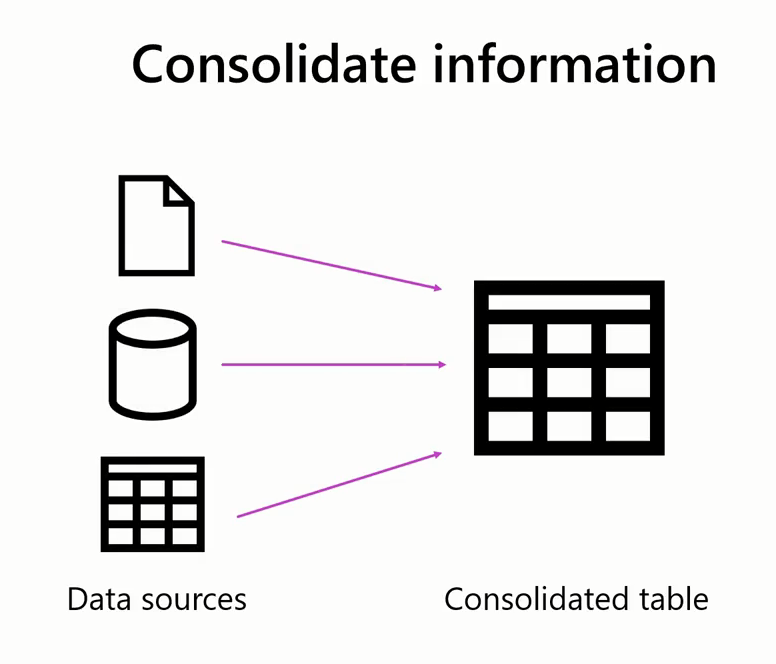 Consolidate information
Data sources
Consolidated table